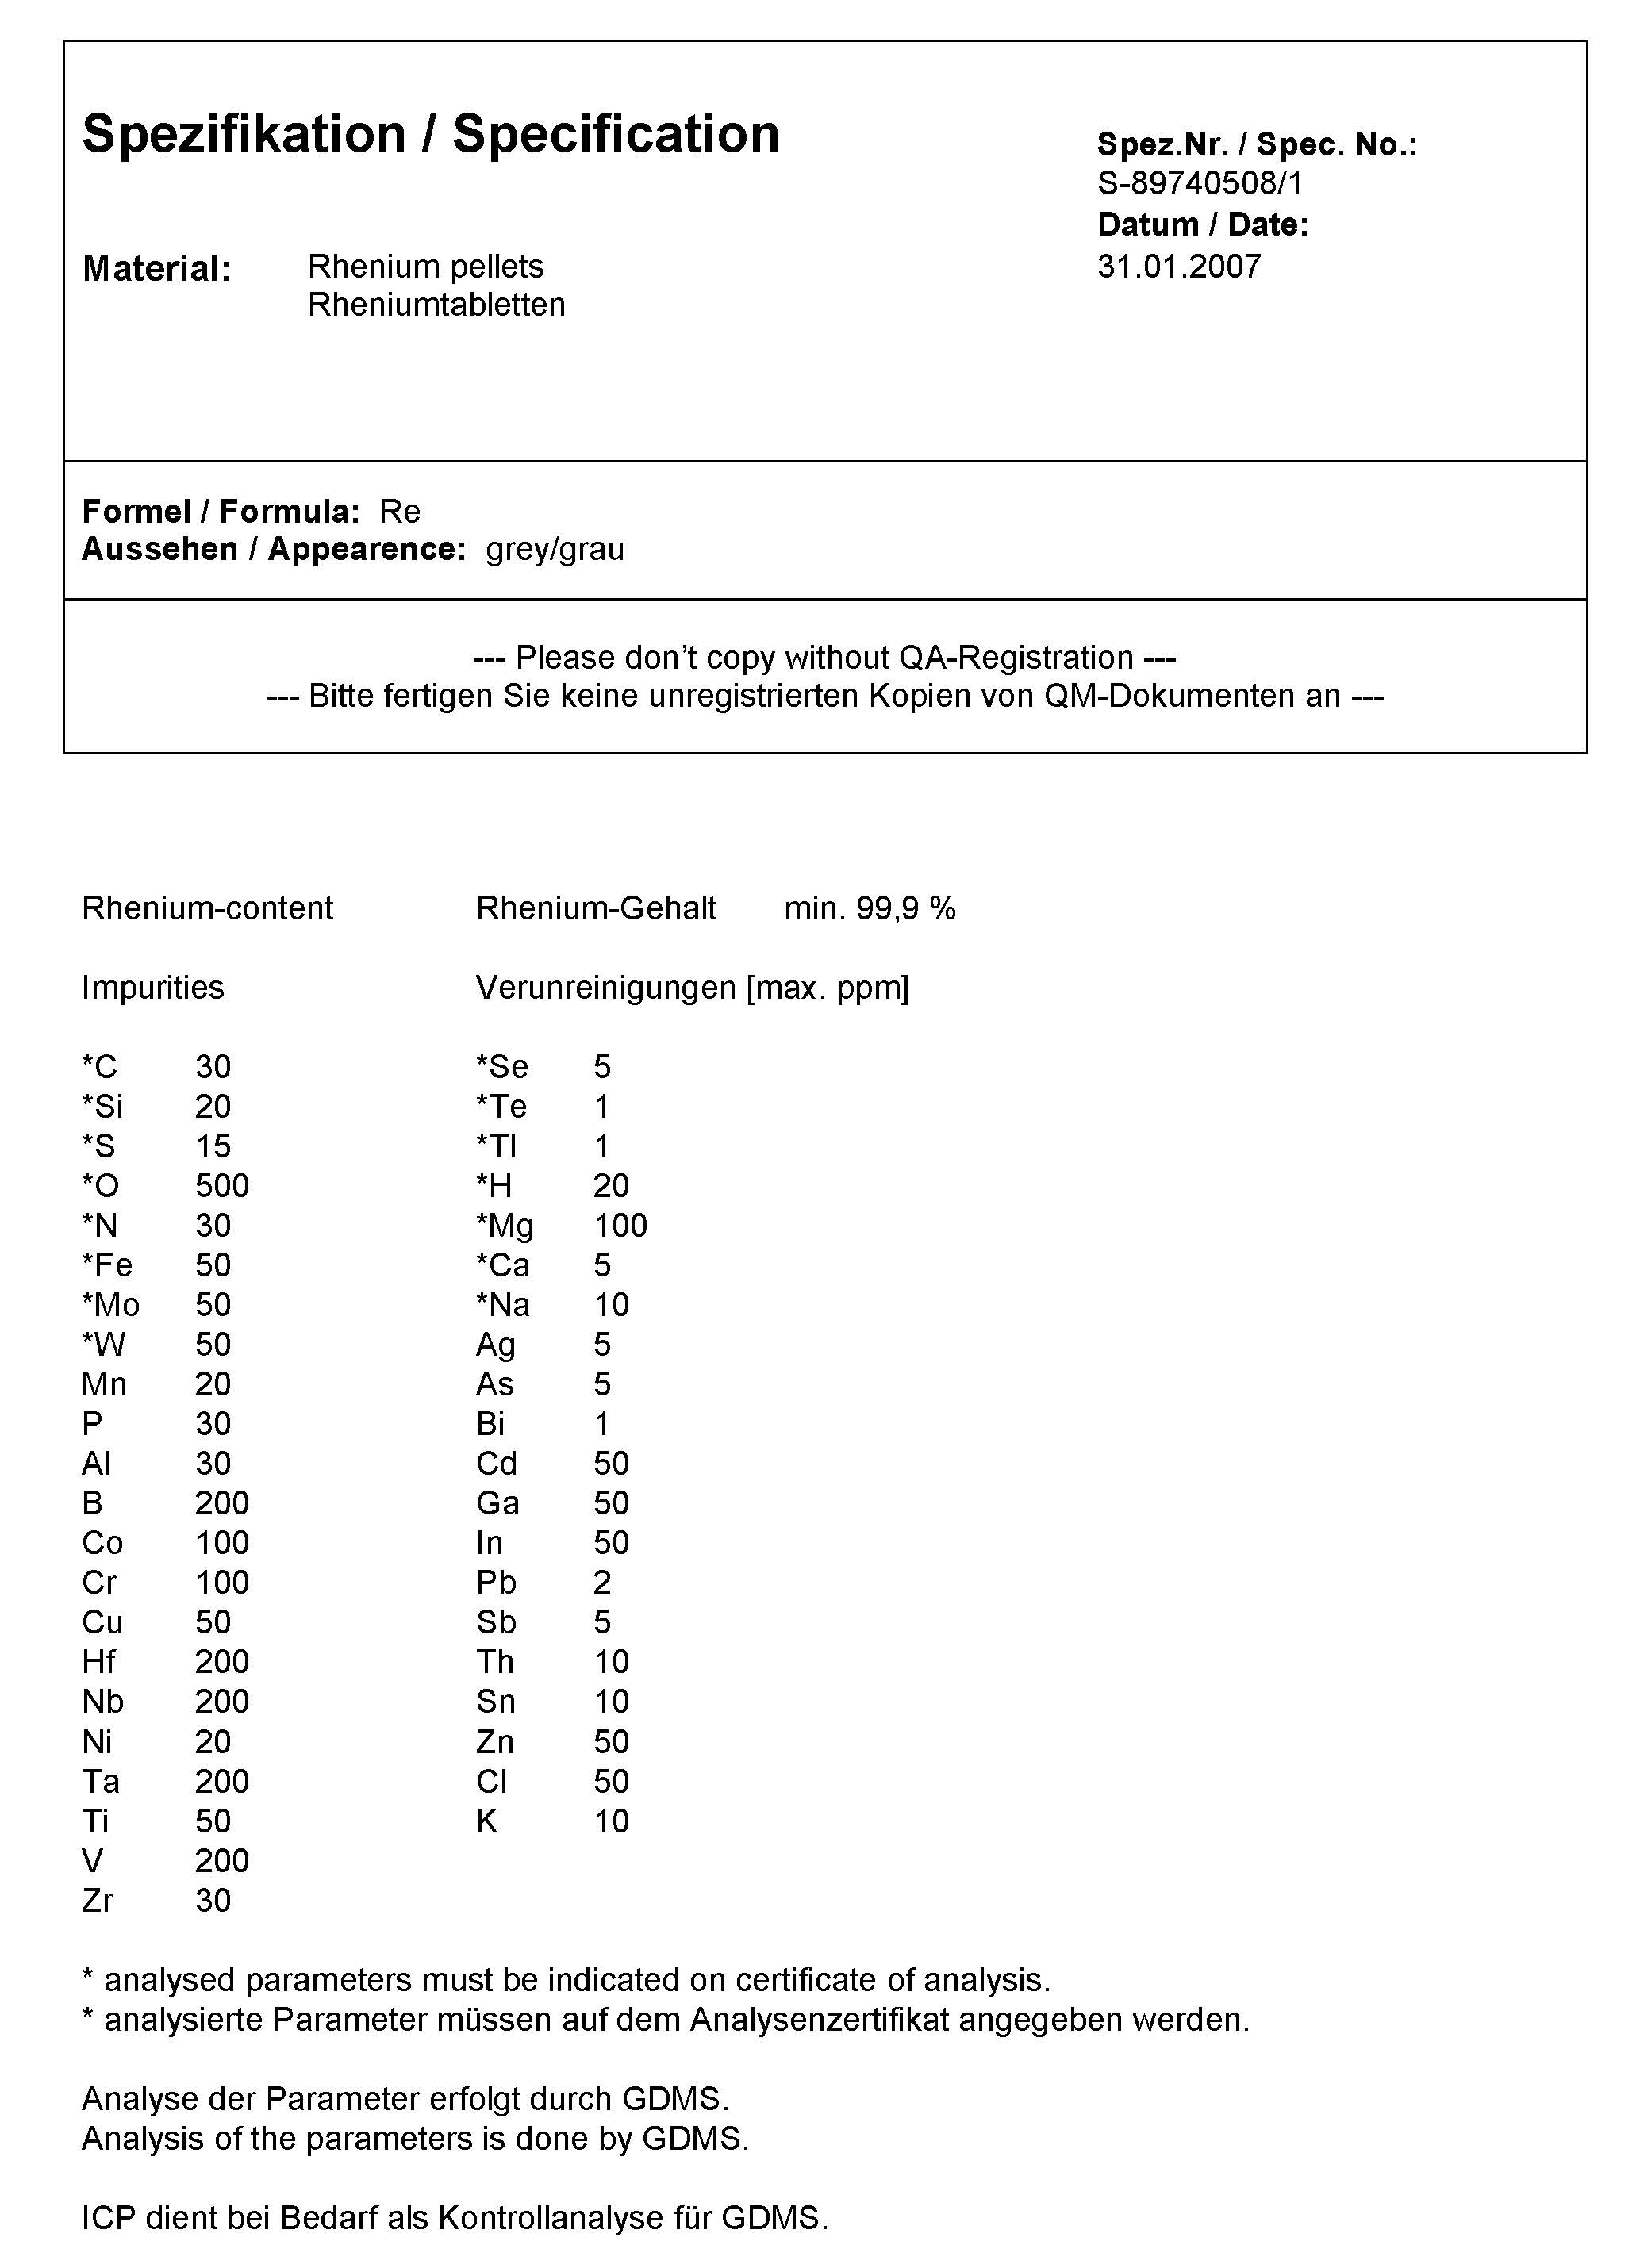 Spezifikation / Specification
Spez.Nr. / Spec. No.:
S-89740508/1
Datum / Date:
31.01.2007
Material: Rhenium pellets
Rheniumtabletten
Formel / Formula: Re
Aussehen / Appearence: grey/grau
--- Please don’t copy without QA-Registration ---
--- Bitte fertigen Sie keine unregistrierten Kopien von QM-Dokumenten an ---
Rhenium-content Rhenium-Gehalt min. 99,9 %
Impurities Verunreinigungen [max. ppm]
*C 30 *Se 5
*Si 20 *Te 1
*S 15 *Tl 1
*O 500 *H 20
*N 30 *Mg 100
*Fe 50 *Ca 5
*Mo 50 *Na 10
*W 50 Ag 5
Mn 20 As 5
P 30 Bi 1
Al 30 Cd 50
B 200 Ga 50
Co 100 In 50
Cr 100 Pb 2
Cu 50 Sb 5
Hf 200 Th 10
Nb 200 Sn 10
Ni 20 Zn 50
Ta 200 Cl 50
Ti 50 K 10
V 200
Zr 30
* analysed parameters must be indicated on certificate of analysis.
* analysierte Parameter müssen auf dem Analysenzertifikat angegeben werden.
Analyse der Parameter erfolgt durch GDMS.
Analysis of the parameters is done by GDMS.
ICP dient bei Bedarf als Kontrollanalyse für GDMS.